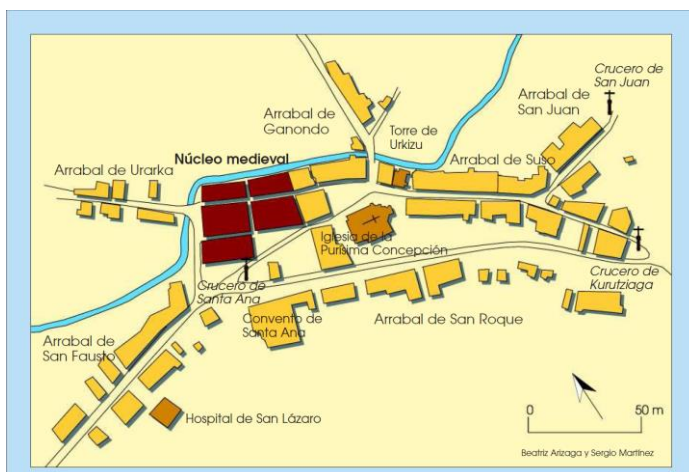 Crucero de
San Juan
Arrabal de
San Juan
Arrabal de
Ganondo
Torre de
Urkizu
Núcleo medieval
Arrabal de Suso
Arrabal de Urarka
Iglesia de la
Purísima Concepción
Crucero de
Santa Ana
Crucero de
Kurutziaga
Convento de
Santa Ana
Arrabal de San Roque
Arrabal de
San Fausto
Hospital de San Lázaro
0
50 m
Beatriz Arizaga y Sergio Martínez